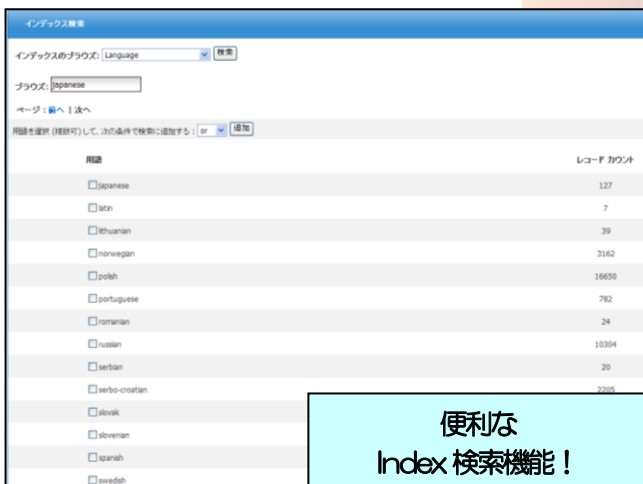 インデックス検索
インデックスのブラウズ: Language 検索
ブラウズ: japanese
ページ : 前へ | 次へ
用語を選択 (複数可) して、次の条件で検索に追加する : or 追加
用語 レコード カウント
japanese 127
latin 7
lithuanian 39
norwegian 3162
polish 16650
portuguese 782
romanian 24
russian 10304
serbian 20
serbo-croatian 2205
slovak
slovenian
spanish
swedish
便利な
Index 検索機能！